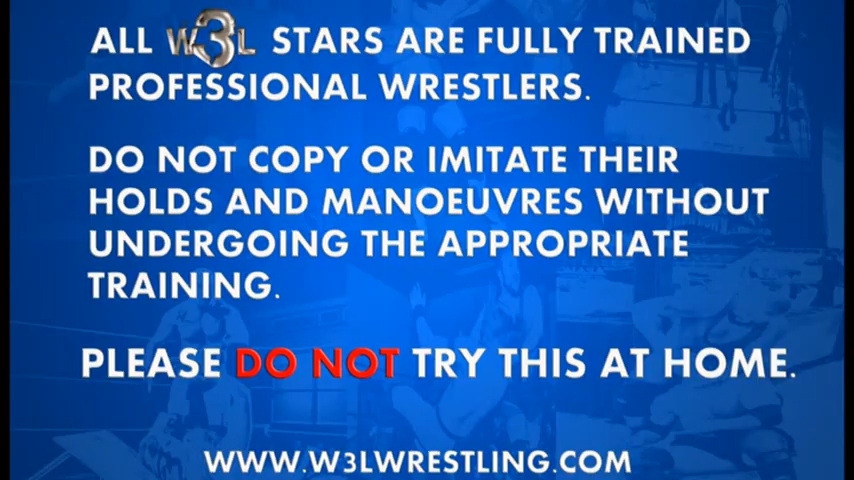 ALL W3L STARS ARE FULLY TRAINED
PROFESSIONAL WRESTLERS.
DO NOT COPY OR IMITATE THEIR
HOLDS AND MANOEUVRES WITHOUT
UNDERGOING THE APPROPRIATE
TRAINING.
PLEASE DO NOT TRY THIS AT HOME.
WWW.W3LWRESTLING.COM